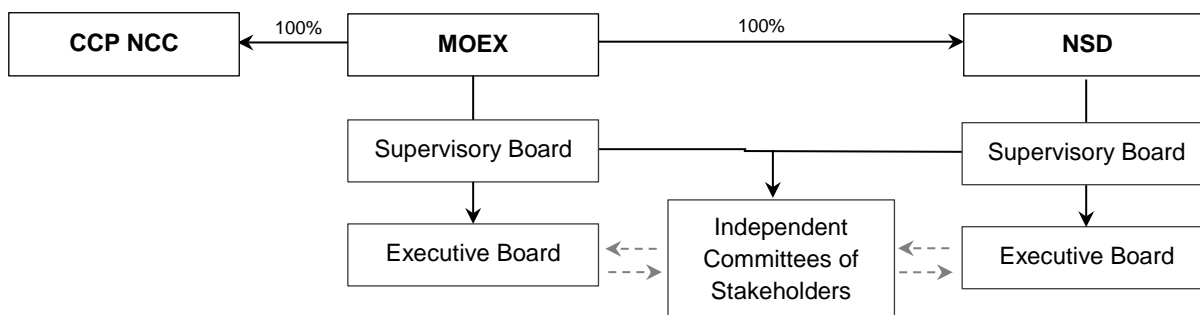 100%
100%
CCP NCC
MOEX
NSD
Supervisory Board
Supervisory Board
Executive Board
Independent
Committees of
Stakeholders
Executive Board